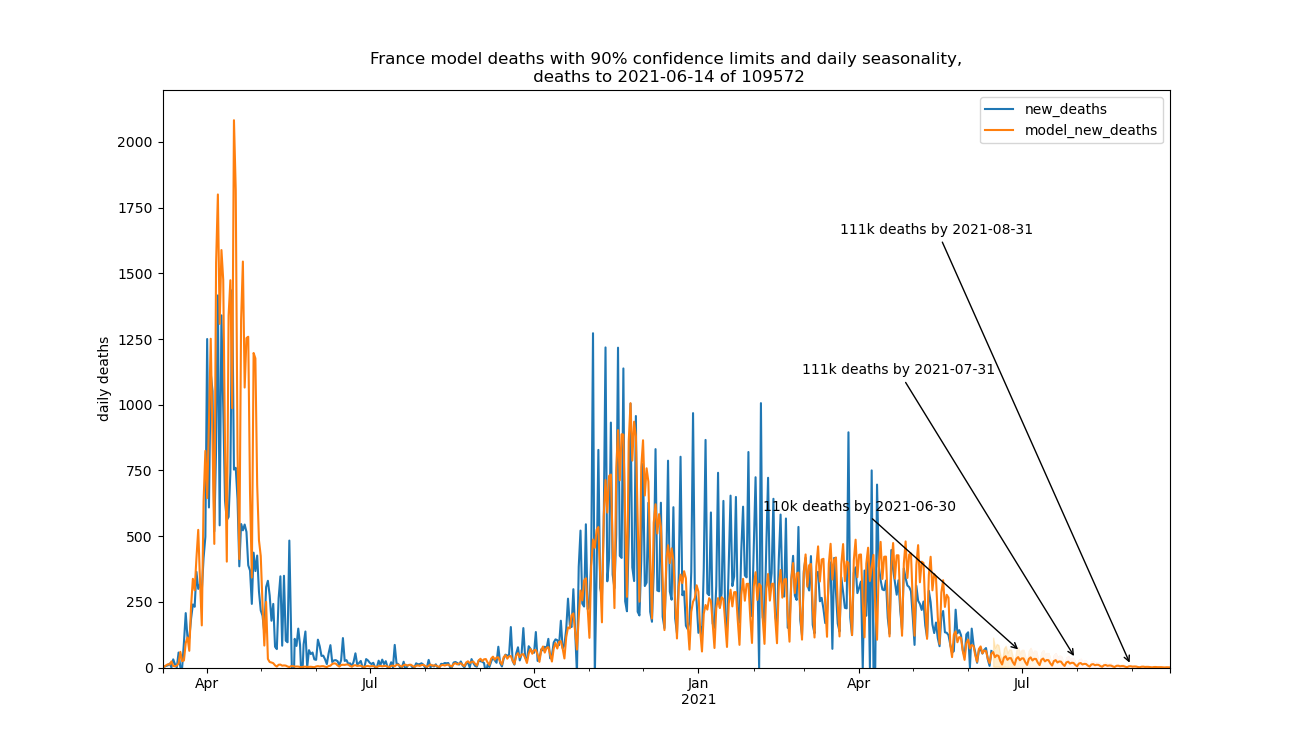 France model deaths with 90% confidence limits and daily seasonality,
deaths to 2021-06-14 of 109572
new_deaths
model_new_deaths
daily deaths
2000
1750
1500
1250
1000
750
500
250
0
111k deaths by 2021-08-31
111k deaths by 2021-07-31
110k deaths by 2021-06-30
Apr
Jul
Oct
Jan
2021
Apr
Jul